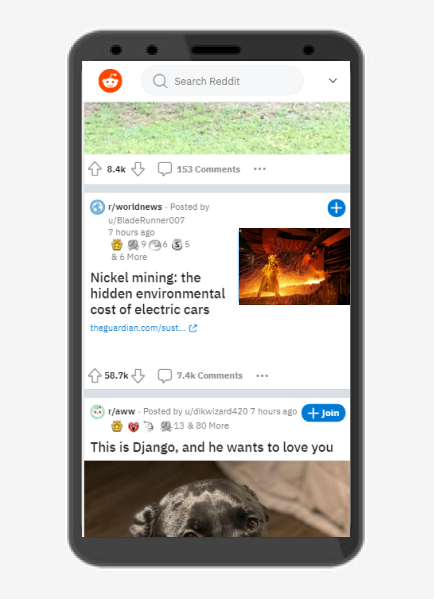 Search Reddit
8.4k
153 Comments
r/worldnews · Posted by
u/BladeRunner007
7 hours ago
9 6 5
& 6 More
Nickel mining: the
hidden environmental
cost of electric cars
theguardian.com/sust...
58.7k
7.4k Comments
r/aww · Posted by u/dikwizard420 7 hours ago
Join
13 & 80 More
This is Django, and he wants to love you